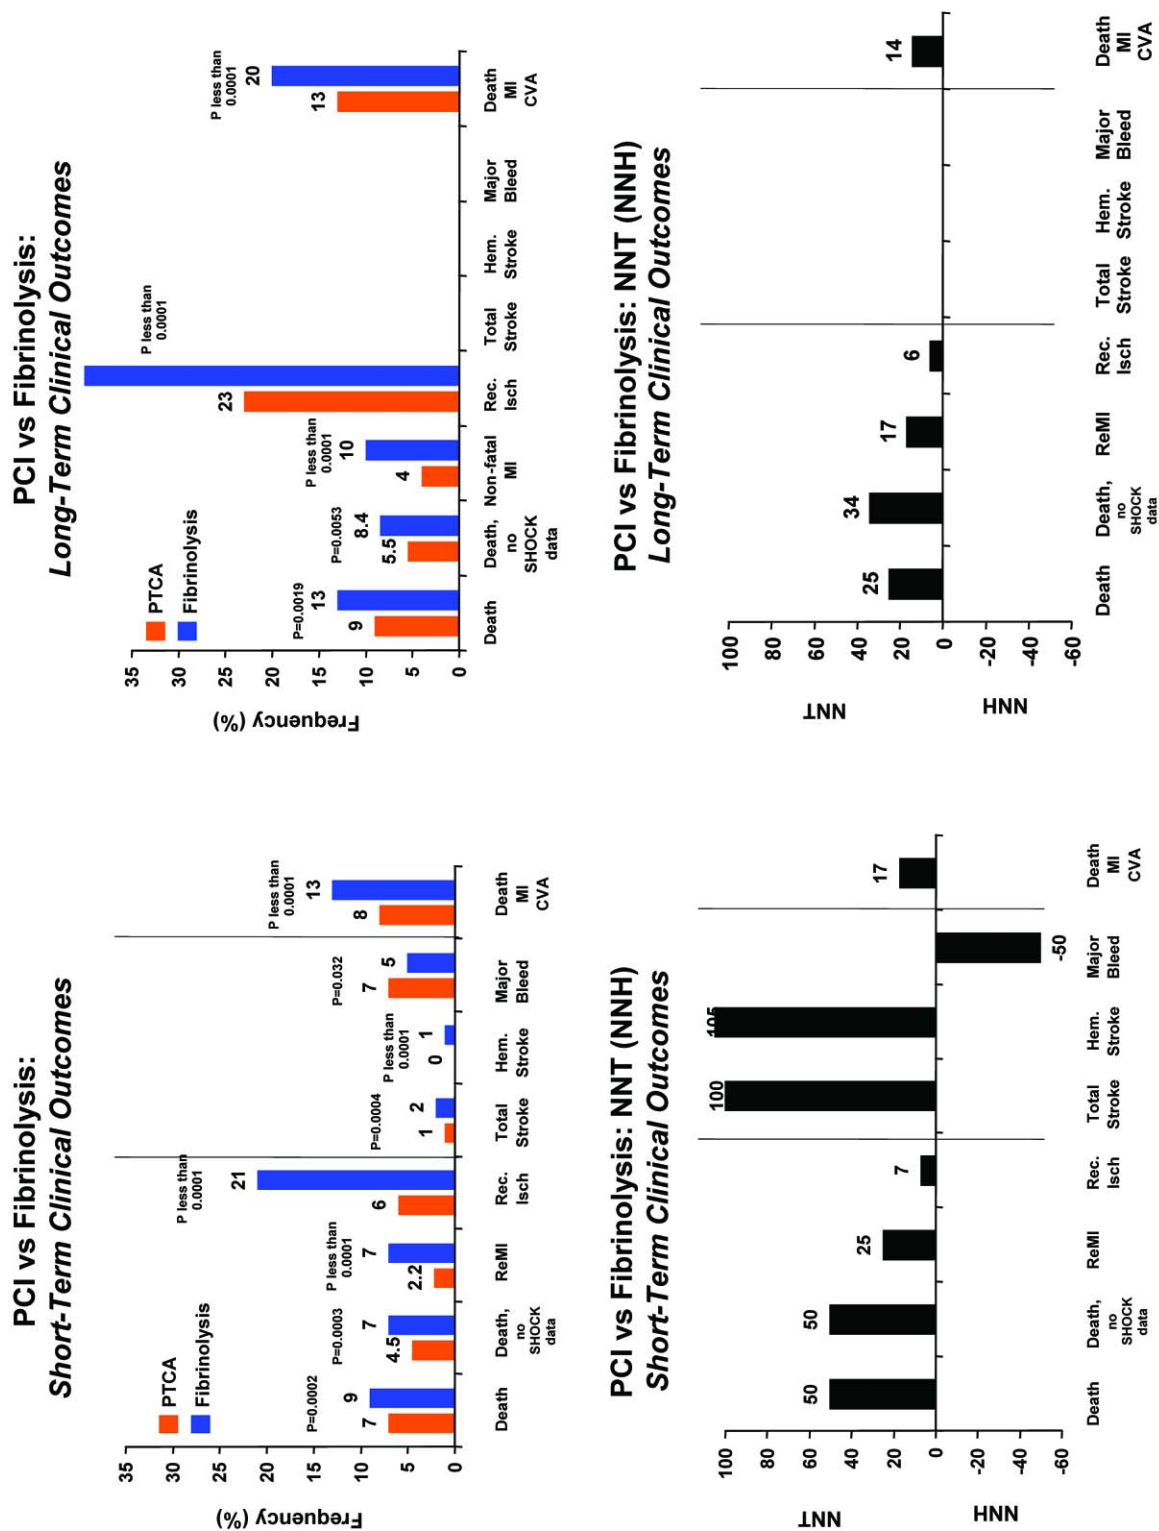 PCI vs Fibrinolysis:
Short-Term Clinical Outcomes
PTCA
Fibrinolysis
Frequency (%)
35
30
25
20
15
10
5
0
P=0.0002
7
9
Death
P=0.0003
4.5
7
Death,
no
SHOCK
data
P less than
0.0001
2.2
7
ReMI
P less than
0.0001
6
21
Rec.
Isch
P=0.0004
1
2
Total
Stroke
P less than
0.0001
0
1
Hem.
Stroke
P=0.032
7
5
Major
Bleed
P less than
0.0001
8
13
Death
MI
CVA
PCI vs Fibrinolysis:
Long-Term Clinical Outcomes
PTCA
Fibrinolysis
Frequency (%)
35
30
25
20
15
10
5
0
P=0.0019
9
13
Death
P=0.0053
5.5
8.4
Death,
no
SHOCK
data
P less than
0.0001
4
10
Non-fatal
MI
P less than
0.0001
23
Rec.
Isch
Total
Stroke
Hem.
Stroke
Major
Bleed
P less than
0.0001
13
20
Death
MI
CVA
PCI vs Fibrinolysis: NNT (NNH)
Short-Term Clinical Outcomes
NNT
NNH
100
80
60
40
20
0
-20
-40
-60
50
Death
50
Death,
no
SHOCK
data
25
ReMI
7
Rec.
Isch
100
Total
Stroke
Hem.
Stroke
-50
Major
Bleed
17
Death
MI
CVA
PCI vs Fibrinolysis: NNT (NNH)
Long-Term Clinical Outcomes
NNT
NNH
100
80
60
40
20
0
-20
-40
-60
25
Death
34
Death,
no
SHOCK
data
17
ReMI
6
Rec.
Isch
Total
Stroke
Hem.
Stroke
Major
Bleed
14
Death
MI
CVA